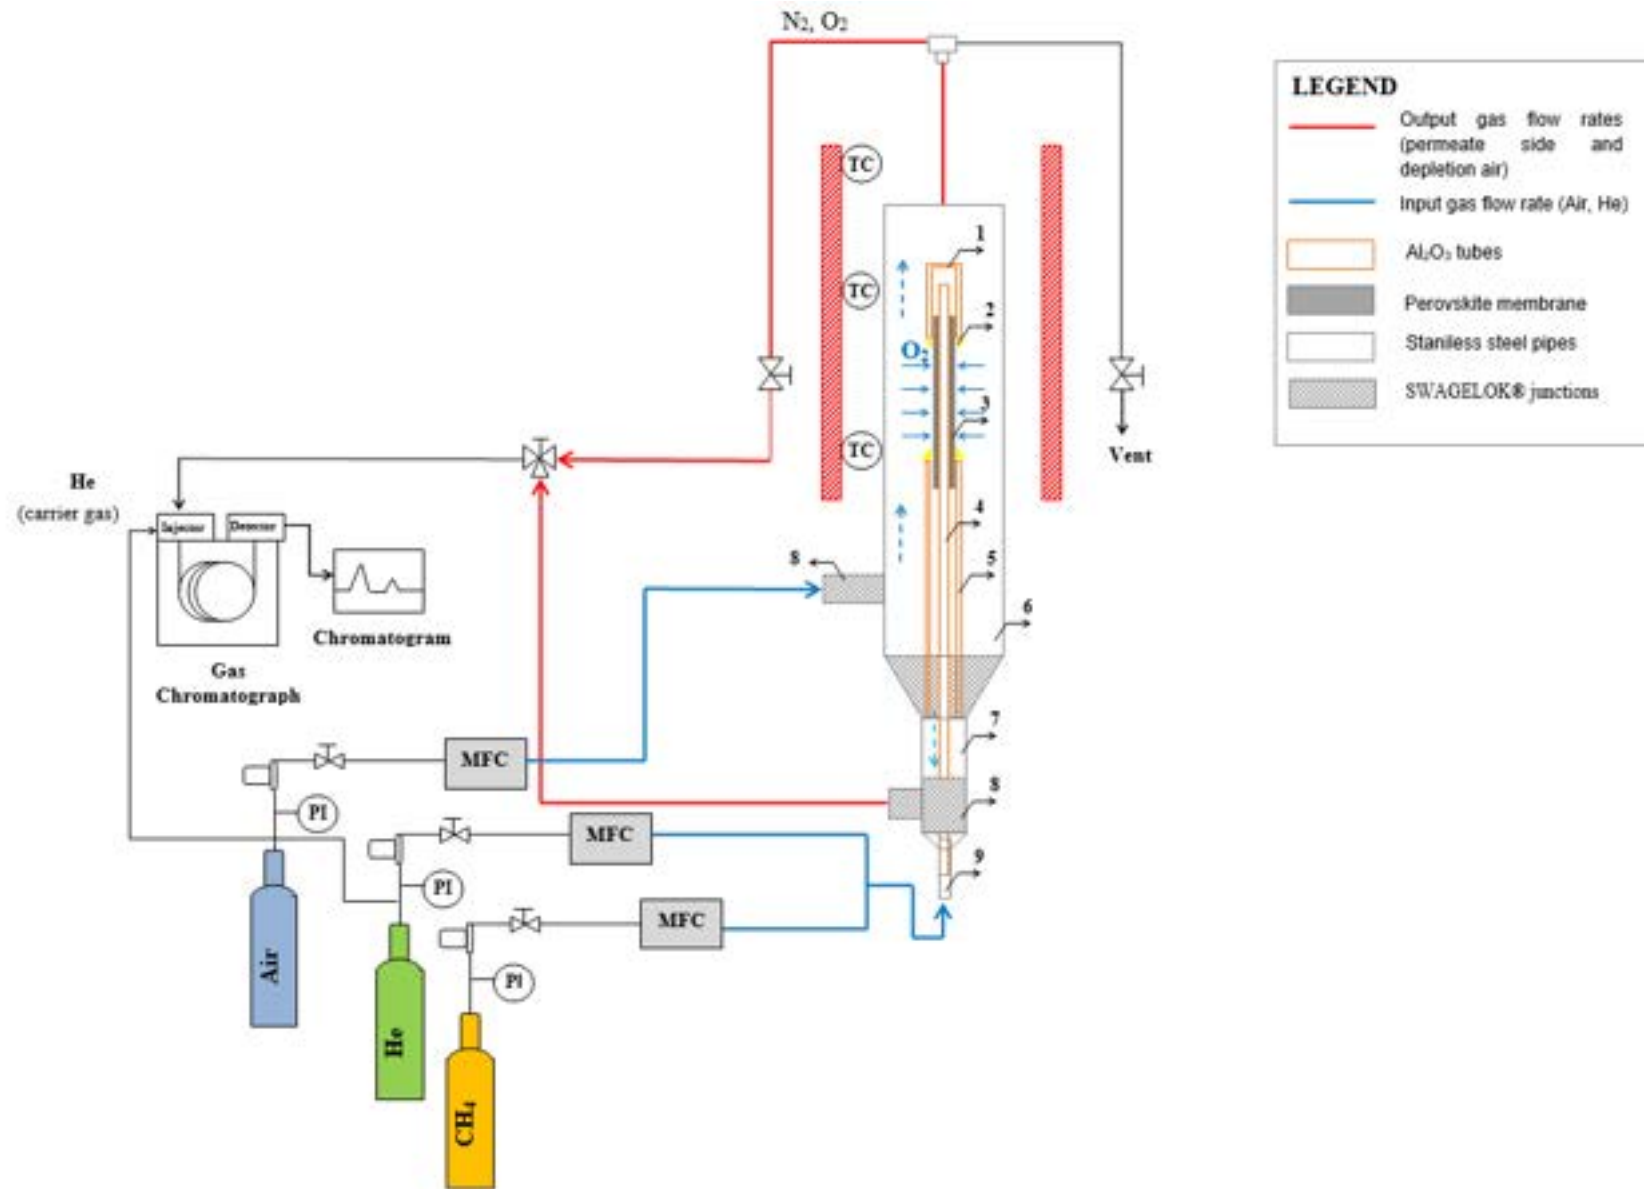 N2, O2
LEGEND
Output gas flow rates
(permeate side and
depletion air)
Input gas flow rate (Air, He)
Al2O3 tubes
Perovskite membrane
Staniless steel pipes
SWAGELOK® junctions
TC
TC
TC
1
2
O2
3
4
5
6
7
8
8
9
Vent
He
(carrier gas)
Injector
Detector
Chromatogram
Gas
Chromatograph
MFC
MFC
MFC
PI
PI
PI
Air
He
CH4